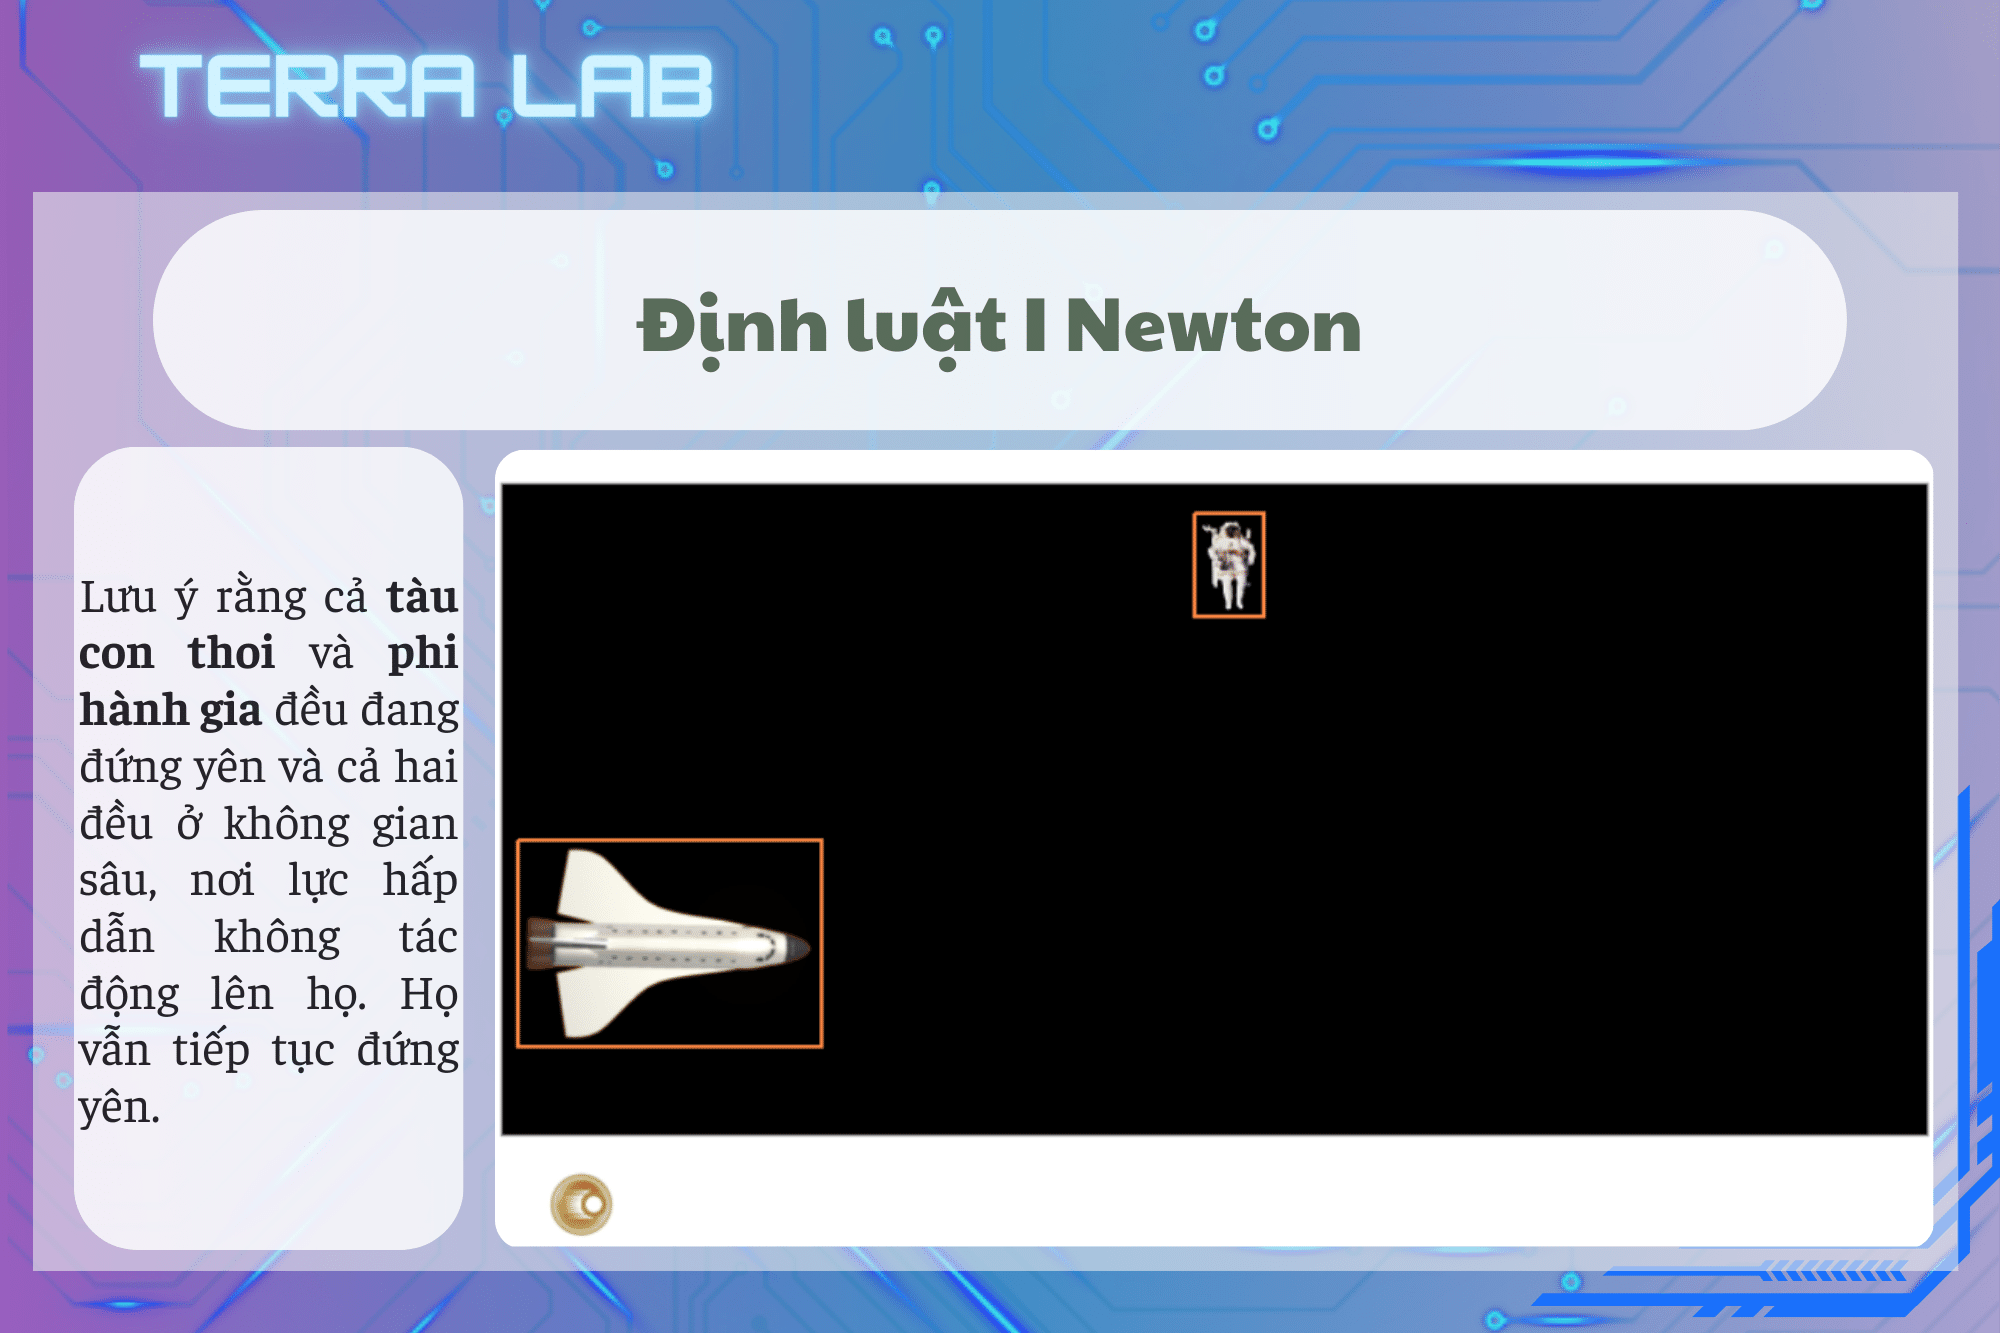 TERRA LAB
Định luật I Newton
Lưu ý rằng cả tàu
con thoi và phi
hành gia đều đang
đứng yên và cả hai
đều ở không gian
sâu, nơi lực hấp
dẫn không tác
động lên họ. Họ
vẫn tiếp tục đứng
yên.